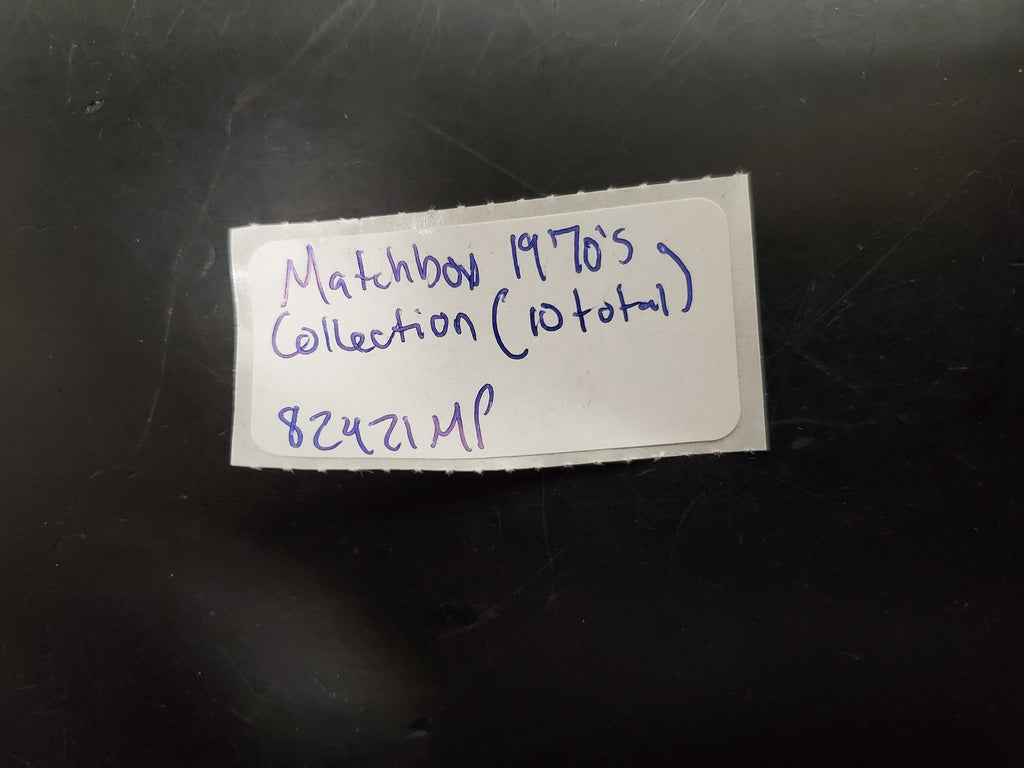 Matchbox 1970's
Collection (10 total)
82421MP